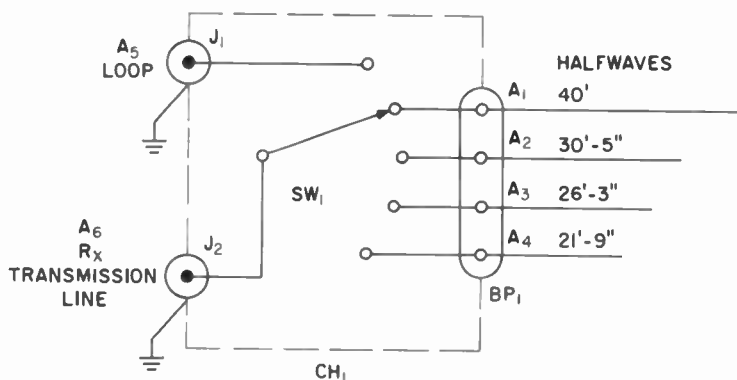 A5
LOOP
J1
HALFWAVES
A1 40'
A2 30'-5"
A3 26'-3"
A4 21'-9"
SW1
A6
RX
TRANSMISSION
LINE
J2
BP1
CH1